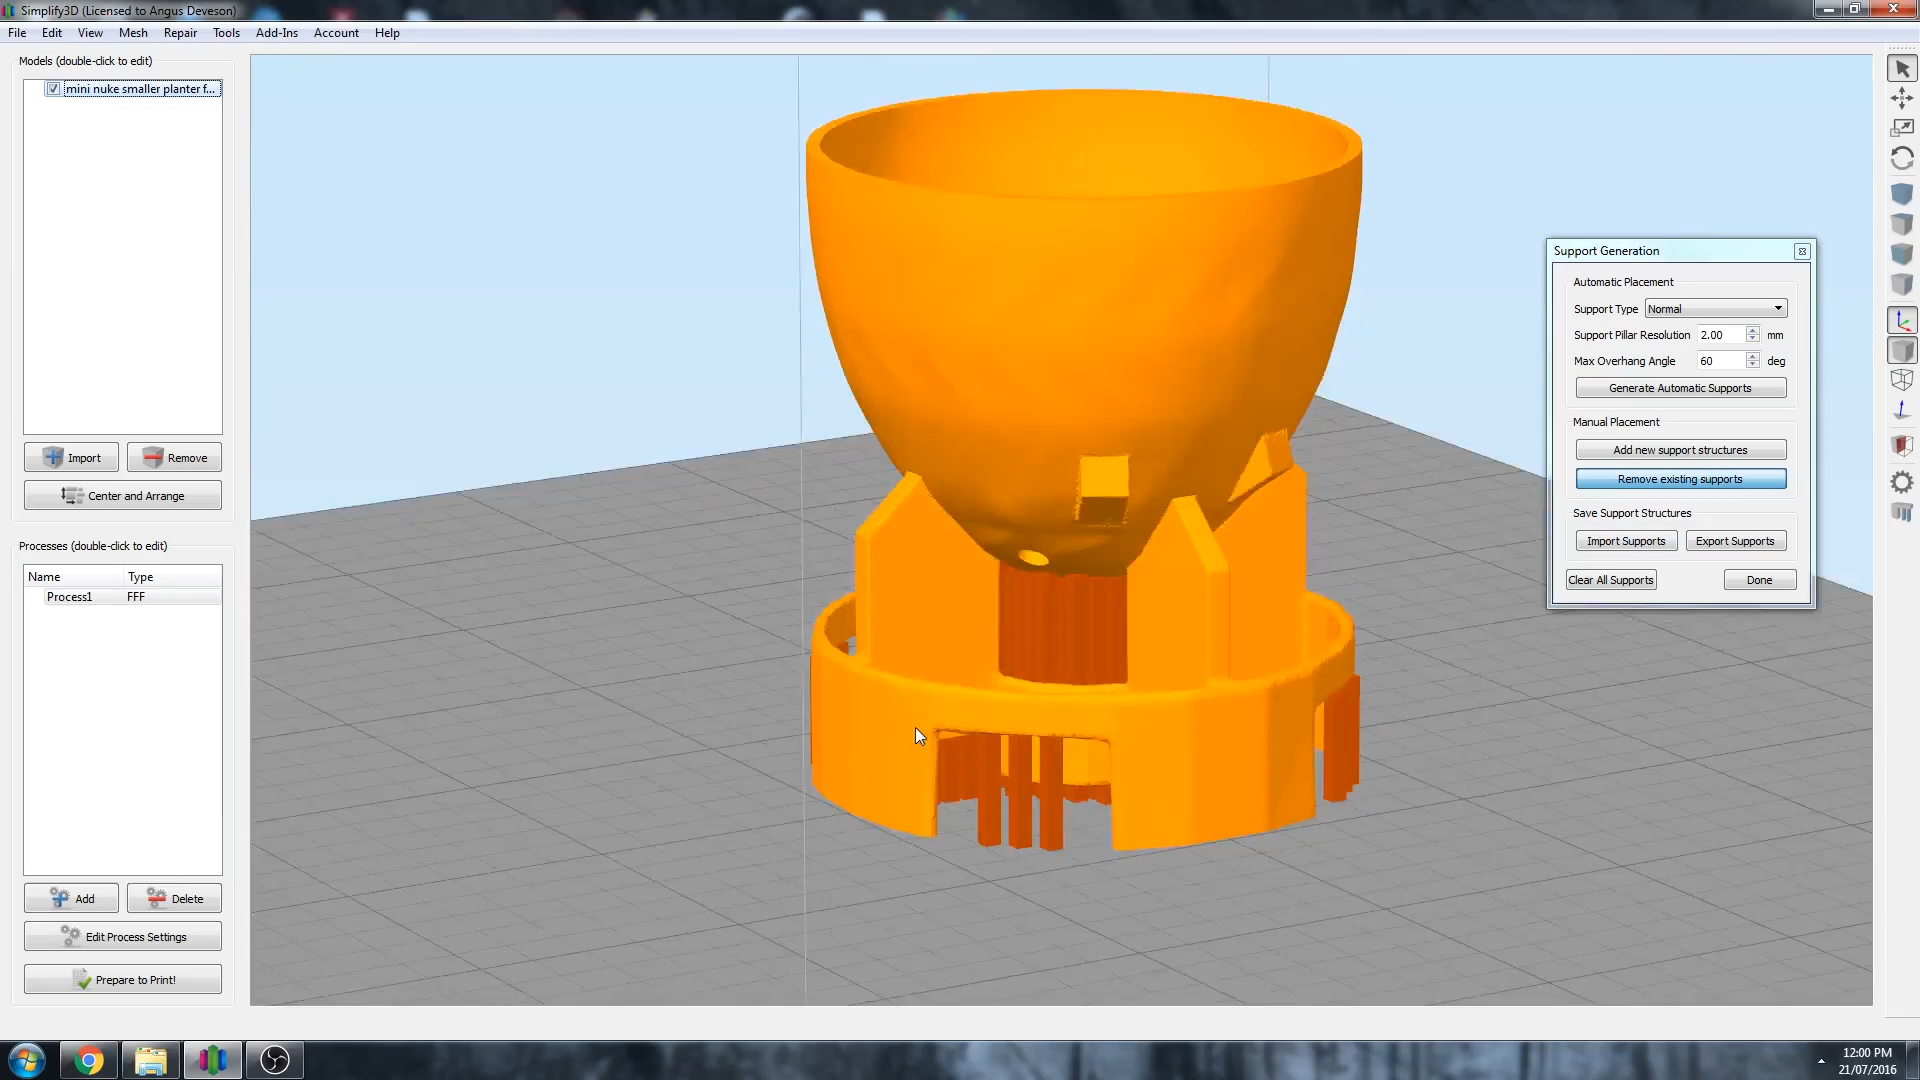 Simplify3D (Licensed to Angus Deveson)
File Edit View Mesh Repair Tools Add-Ins Account Help
Models (double-click to edit)
mini nuke smaller planter f...
Import Remove
Center and Arrange
Processes (double-click to edit)
Name Type
Process1 FFF
Add Delete
Edit Process Settings
Prepare to Print!
Support Generation
Automatic Placement
Support Type Normal
Support Pillar Resolution 2.00 mm
Max Overhang Angle 60 deg
Generate Automatic Supports
Manual Placement
Add new support structures
Remove existing supports
Save Support Structures
Import Supports Export Supports
Clear All Supports Done
12:00 PM
21/07/2016